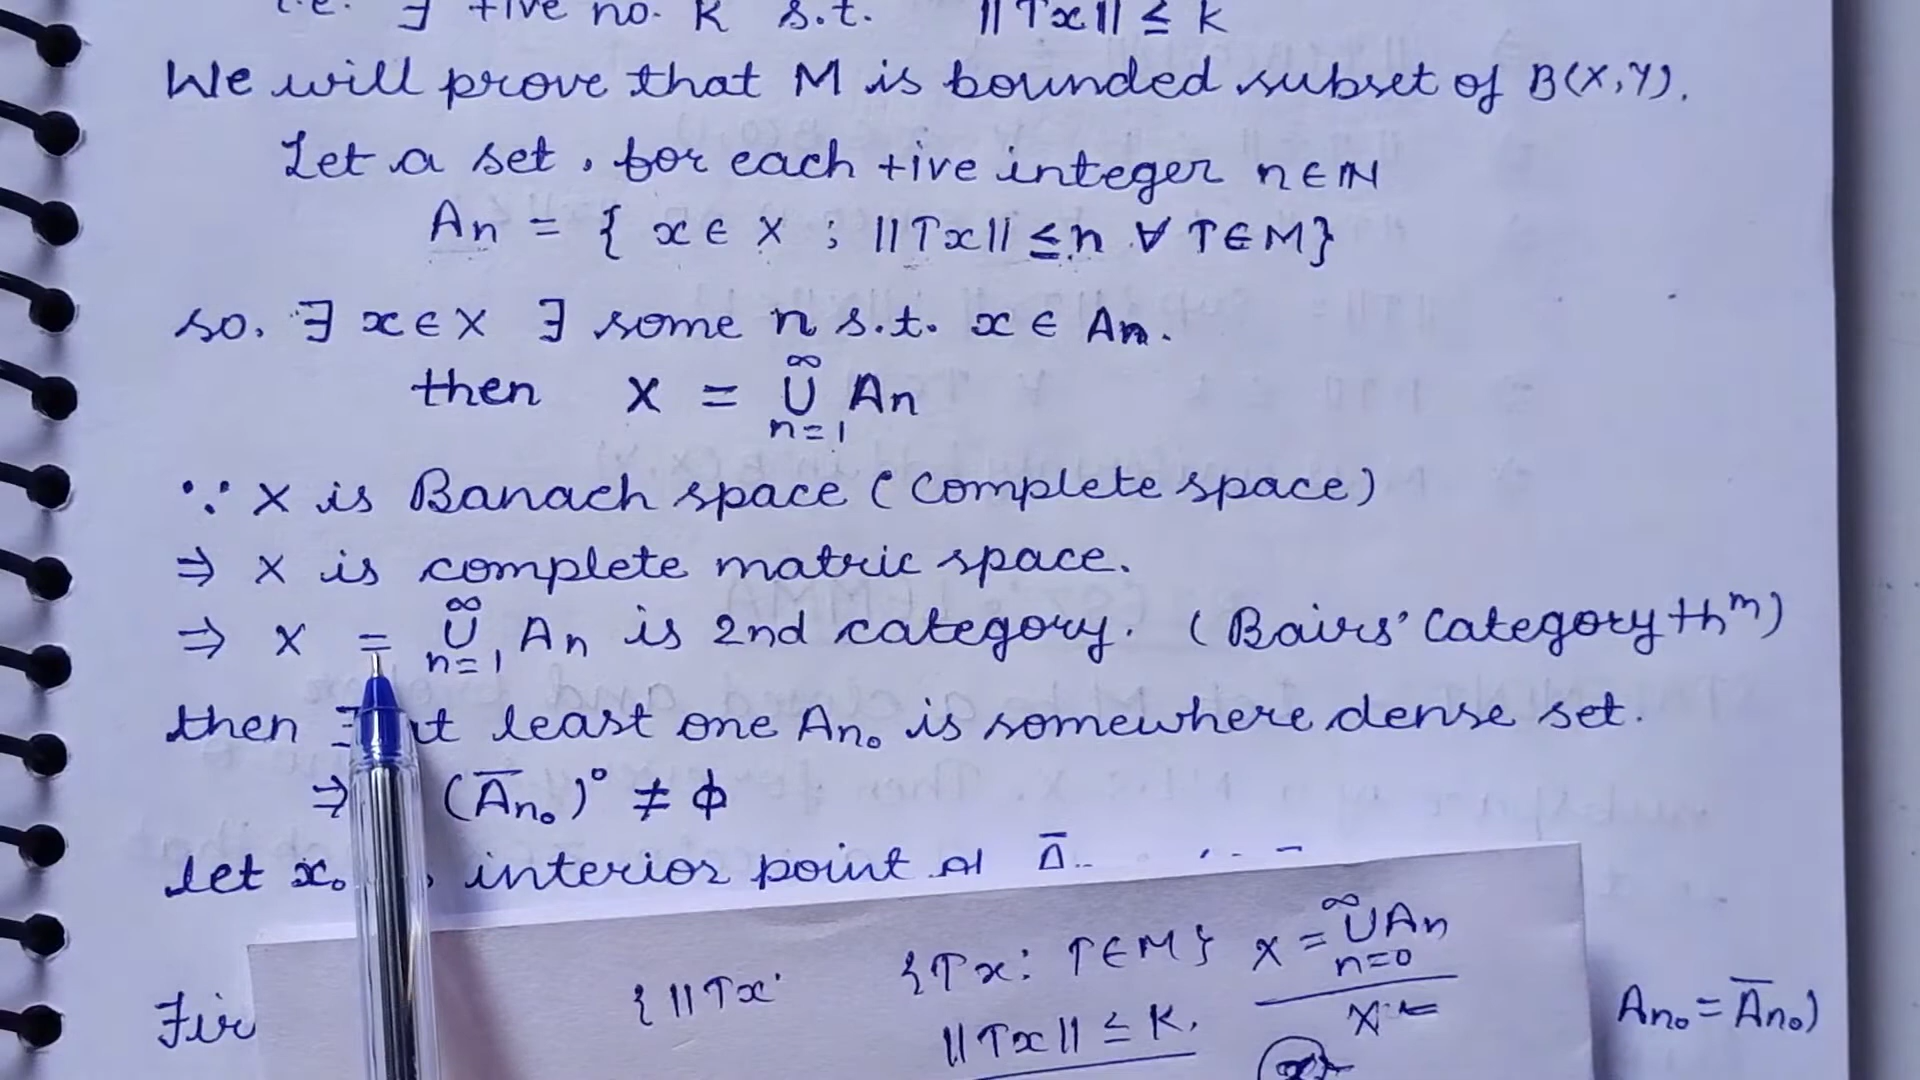 i.e. ∃ +ive no. K s.t. ||Tx|| ≤ k
We will prove that M is bounded subset of B(X,Y).
Let a set, for each +ive integer n∈ℕ
An = { x∈X ; ||Tx|| ≤n ∀ T∈M}
so, ∃ x∈X ∃ some n s.t. x∈ An.
then X = ∞∪n=1 An
∵ X is Banach space (Complete space)
⇒ X is complete matric space.
⇒ X = ∞∪n=1 An is 2nd category. (Bairs' Category thm)
then ∃ at least one An₀ is somewhere dense set.
⇒ (A̅n₀)° ≠ ϕ
Let x₀ interior point of
{||Tx {Tx: T∈M} X = ∞∪n=0 An
||Tx|| ≤ K, X
Fir An₀ = A̅n₀)